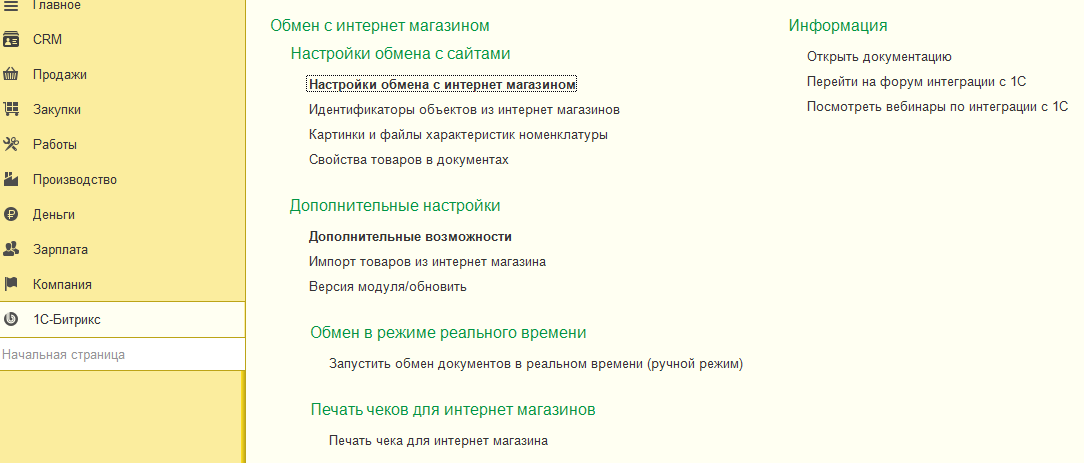 Главное
CRM
Продажи
Закупки
Работы
Производство
Деньги
Зарплата
Компания
1С-Битрикс
Начальная страница
Обмен с интернет магазином
Настройки обмена с сайтами
Настройки обмена с интернет магазином
Идентификаторы объектов из интернет магазинов
Картинки и файлы характеристик номенклатуры
Свойства товаров в документах
Дополнительные настройки
Дополнительные возможности
Импорт товаров из интернет магазина
Версия модуля/обновить
Обмен в режиме реального времени
Запустить обмен документов в реальном времени (ручной режим)
Печать чеков для интернет магазинов
Печать чека для интернет магазина
Информация
Открыть документацию
Перейти на форум интеграции с 1С
Посмотреть вебинары по интеграции с 1С